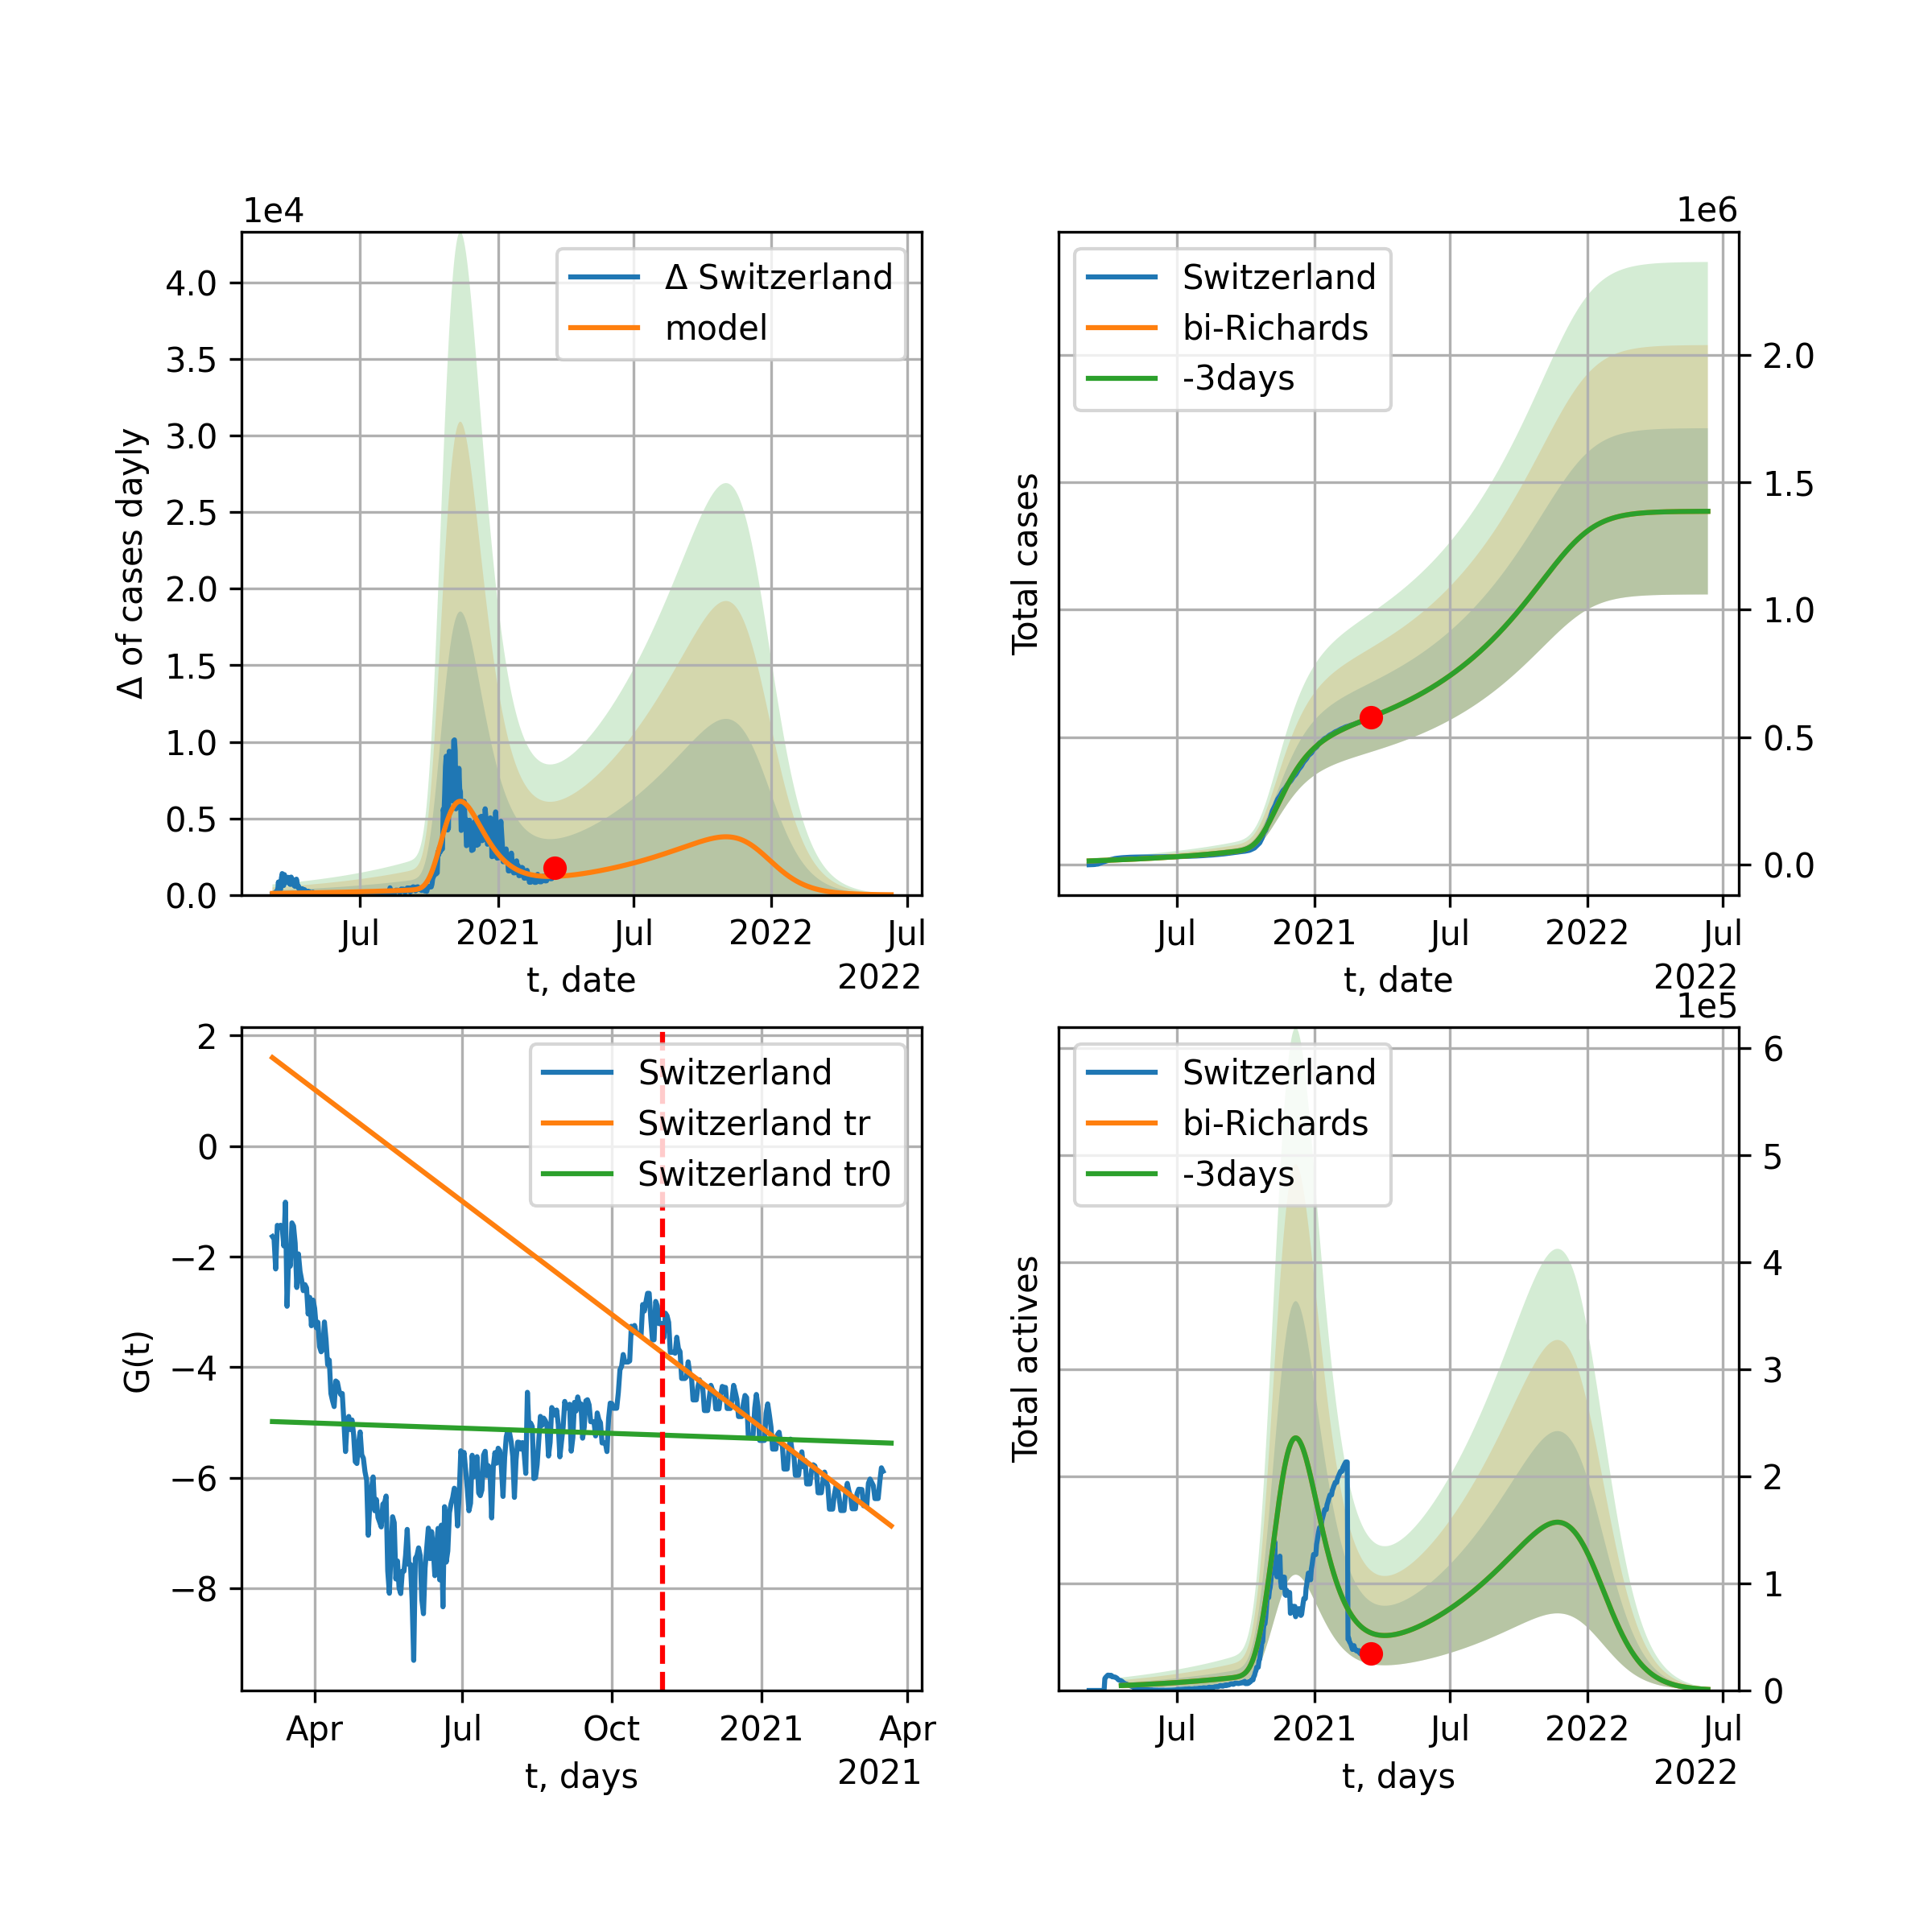 1e4
Δ of cases dayly
4.0
3.5
3.0
2.5
2.0
1.5
1.0
0.5
0.0
Δ Switzerland
model
Jul
2021
Jul
2022
Jul
2022
t, date
1e6
Total cases
Switzerland
bi-Richards
-3days
2.0
1.5
1.0
0.5
0.0
Jul
2021
Jul
2022
Jul
2022
t, date
G(t)
2
0
−2
−4
−6
−8
Switzerland
Switzerland tr
Switzerland tr0
Apr
Jul
Oct
2021
Apr
2021
t, days
1e5
Total actives
Switzerland
bi-Richards
-3days
6
5
4
3
2
1
0
Jul
2021
Jul
2022
Jul
2022
t, days